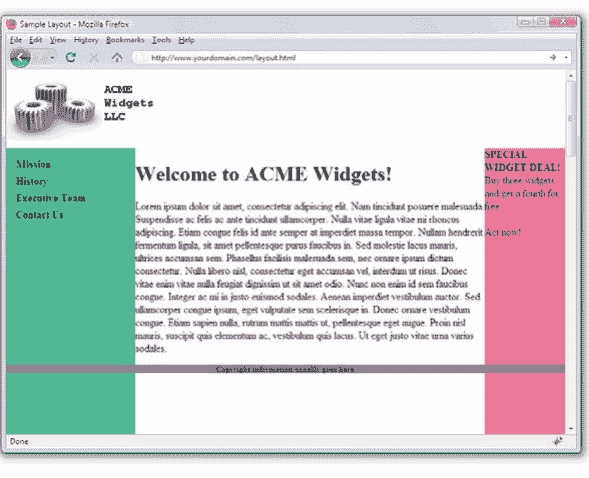 Sample Layout - Mozilla Firefox
File Edit View History Bookmarks Tools Help
http://www.yourdomain.com/layout.html
ACME
Widgets
LLC
Mission
History
Executive Team
Contact Us
Welcome to ACME Widgets!
Lorem ipsum dolor sit amet, consectetur adipiscing elit. Nam tincidunt posuere malesuada.
Suspendisse ac felis ac ante tincidunt ullamcorper. Nulla vitae ligula vitae mi rhoncus
adipiscing. Etiam congue felis id ante semper at imperdiet massa tempor. Nullam hendrerit
fermentum ligula, sit amet pellentesque purus faucibus in. Sed molestie lacus mauris,
ultrices accumsan sem. Phasellus facilisis malesuada sem, nec ornare ipsum dictum
consectetur. Nulla libero nisl, consectetur eget accumsan vel, interdum ut risus. Donec
vitae enim vitae nulla feugiat dignissim ut sit amet odio. Nunc non enim id sem faucibus
congue. Integer ac mi in justo euismod sodales. Aenean imperdiet vestibulum auctor. Sed
ullamcorper congue ipsum, eget vulputate sem scelerisque in. Donec ornare vestibulum
congue. Etiam sapien nulla, rutrum mattis mattis ut, pellentesque eget augue. Proin nisl
mauris, suscipit quis elementum ac, vestibulum quis lacus. Ut eget justo vitae urna varius
sodales.
SPECIAL
WIDGET DEAL!
Buy three widgets
and get a fourth for
free
Act now!
Copyright information usually goes here
Done